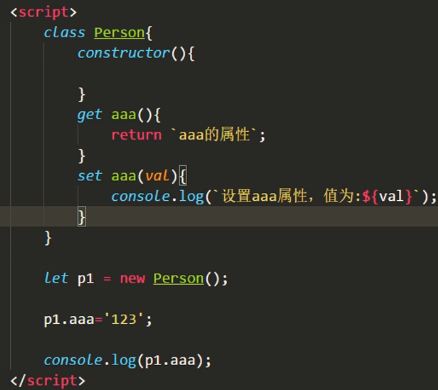 <script>
class Person{
constructor(){
}
get aaa(){
return `aaa的属性`;
}
set aaa(val){
console.log(`设置aaa属性，值为:${val}`);
}
}
let p1 = new Person();
p1.aaa='123';
console.log(p1.aaa);
</script>